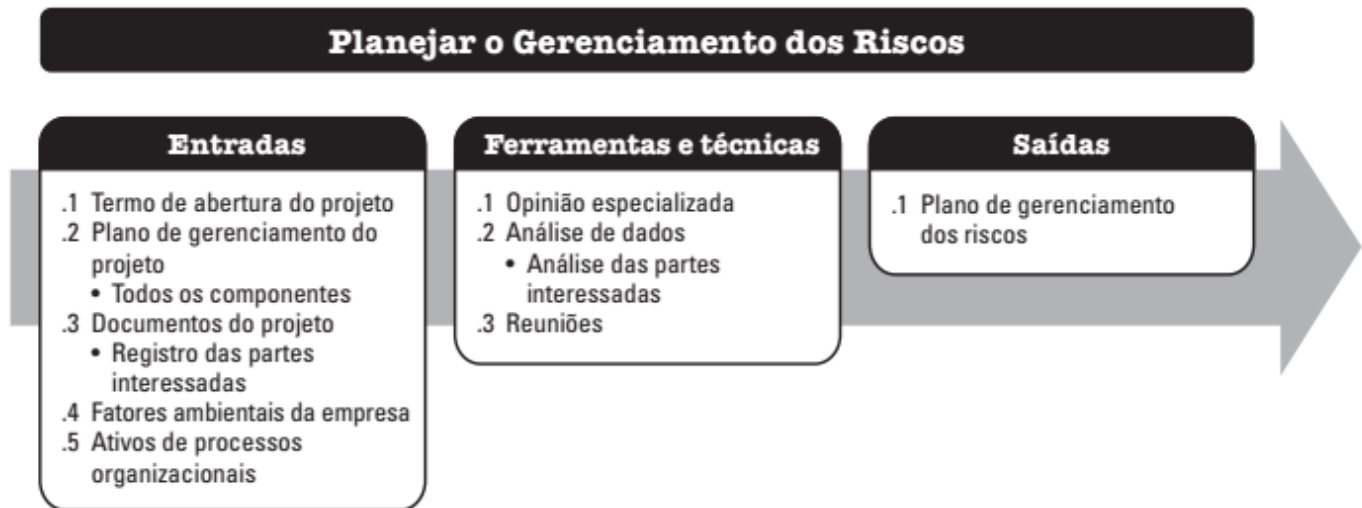 Planejar o Gerenciamento dos Riscos
Entradas
.1 Termo de abertura do projeto
.2 Plano de gerenciamento do
projeto
• Todos os componentes
.3 Documentos do projeto
• Registro das partes
interessadas
.4 Fatores ambientais da empresa
.5 Ativos de processos
organizacionais
Ferramentas e técnicas
.1 Opinião especializada
.2 Análise de dados
• Análise das partes
interessadas
.3 Reuniões
Saídas
.1 Plano de gerenciamento
dos riscos